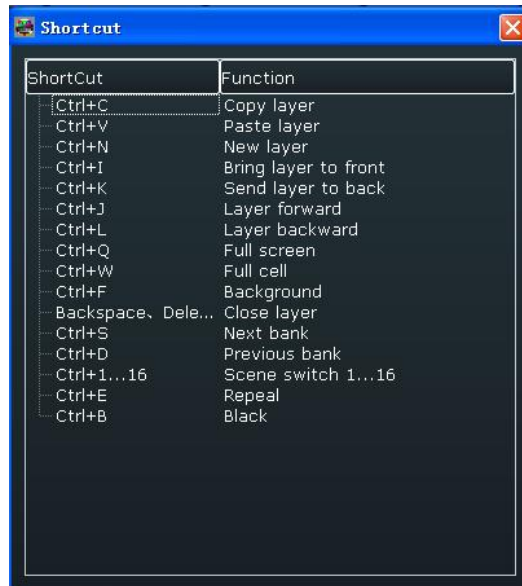 Shortcut
ShortCut Function
Ctrl+C Copy layer
Ctrl+V Paste layer
Ctrl+N New layer
Ctrl+I Bring layer to front
Ctrl+K Send layer to back
Ctrl+J Layer forward
Ctrl+L Layer backward
Ctrl+Q Full screen
Ctrl+W Full cell
Ctrl+F Background
Backspace、Dele... Close layer
Ctrl+S Next bank
Ctrl+D Previous bank
Ctrl+1...16 Scene switch 1...16
Ctrl+E Repeal
Ctrl+B Black